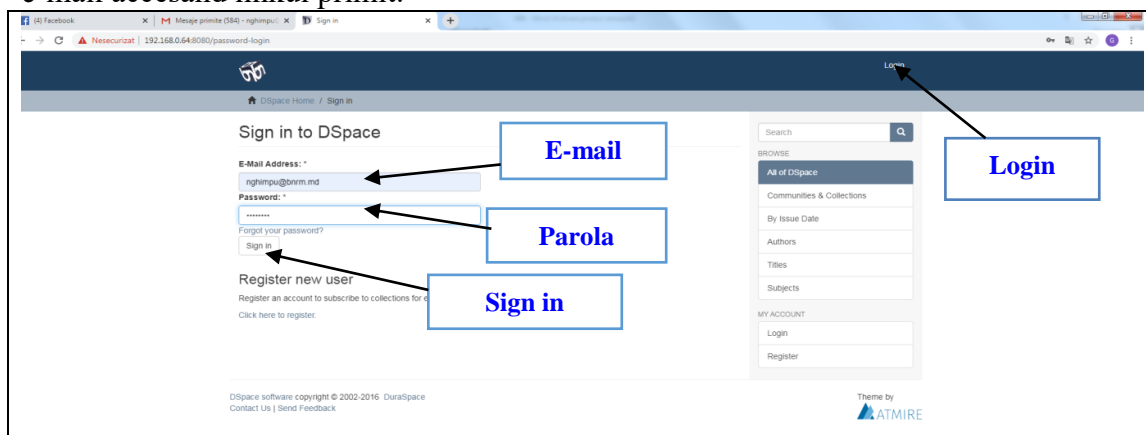 e-mail accesând linkul primit.
(4) Facebook
Mesaje primite (584) - nghimpu(
Sign in
Nesecurizat | 192.168.0.64:8080/password-login
G
Login
DSpace Home / Sign in
Sign in to DSpace
E-Mail Address: *
nghimpu@bnrm.md
Password: *
Forgot your password?
Sign in
Register new user
Register an account to subscribe to collections for e
Click here to register.
E-mail
Parola
Sign in
Login
Search
BROWSE
All of DSpace
Communities & Collections
By Issue Date
Authors
Titles
Subjects
MY ACCOUNT
Login
Register
DSpace software copyright © 2002-2016 DuraSpace
Contact Us | Send Feedback
Theme by
ATMIRE